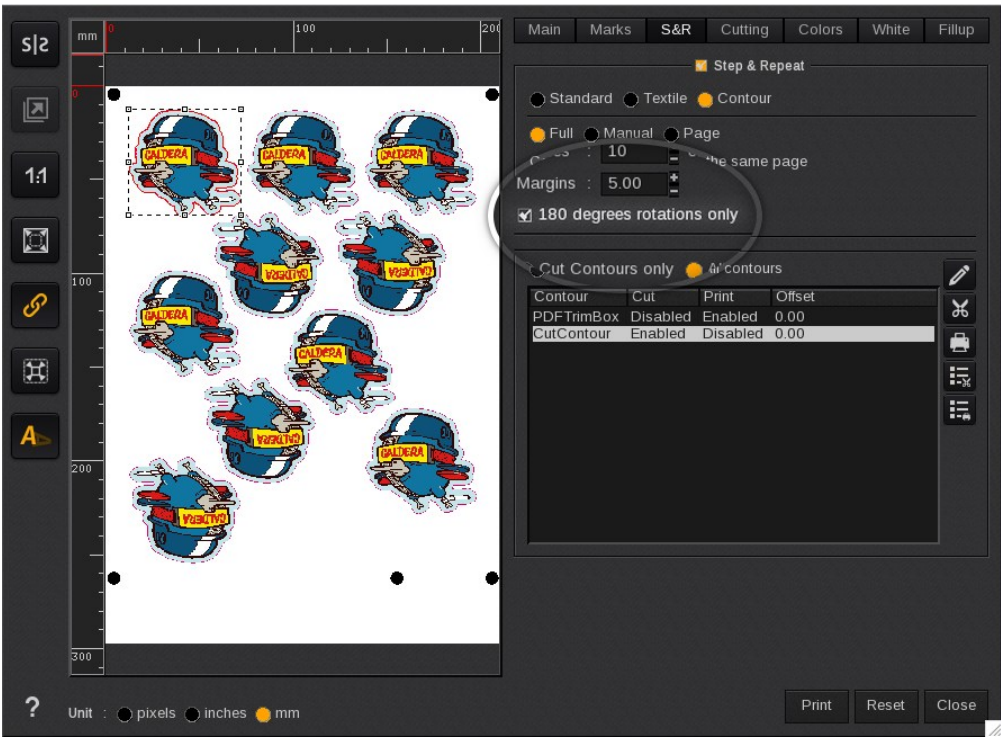 S|S
mm 0 100 200
Main Marks S&R Cutting Colors White Fillup
Step & Repeat
Standard Textile Contour
Full Manual Page
: 10 the same page
Margins : 5.00
180 degrees rotations only
Cut Contours only All contours
Contour Cut Print Offset
PDFTrimBox Disabled Enabled 0.00
CutContour Enabled Disabled 0.00
0
1:1
100
A
200
300
CALDERA
CALDERA
CALDERA
CALDERA
CALDERA
CALDERA
CALDERA
CALDERA
CALDERA
CALDERA
?
Unit : pixels inches mm
Print Reset Close